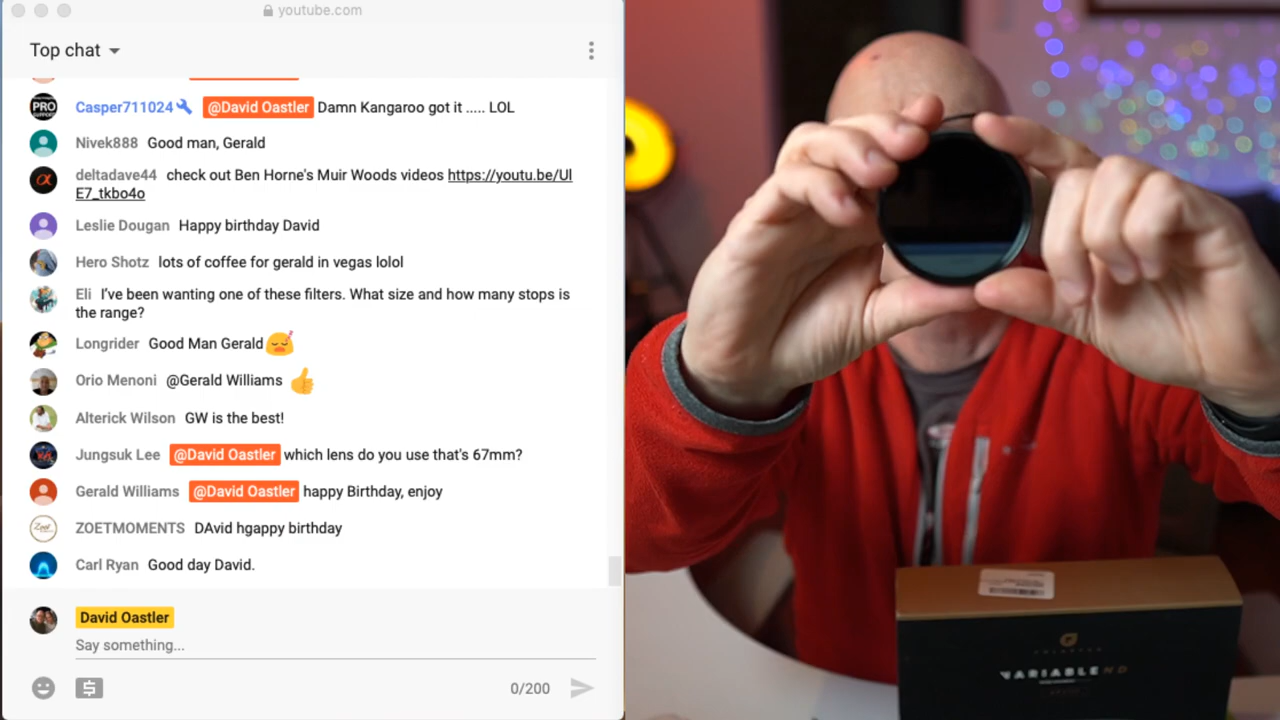 youtube.com
Top chat
Casper711024 @David Oastler Damn Kangaroo got it ..... LOL
Nivek888 Good man, Gerald
deltadave44 check out Ben Horne's Muir Woods videos https://youtu.be/Ul
E7_tkbo4o
Leslie Dougan Happy birthday David
Hero Shotz lots of coffee for gerald in vegas lolol
Eli I've been wanting one of these filters. What size and how many stops is
the range?
Longrider Good Man Gerald
Orio Menoni @Gerald Williams
Alterick Wilson GW is the best!
Jungsuk Lee @David Oastler which lens do you use that's 67mm?
Gerald Williams @David Oastler happy Birthday, enjoy
ZOETMOMENTS DAvid hgappy birthday
Carl Ryan Good day David.
David Oastler
Say something...
0/200
VARIABLE ND